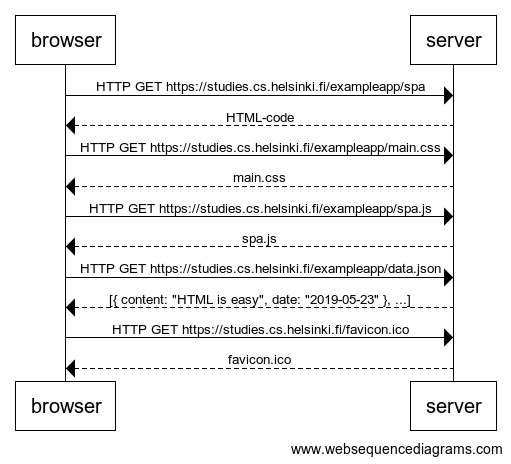 browser server
HTTP GET https://studies.cs.helsinki.fi/exampleapp/spa
HTML-code
HTTP GET https://studies.cs.helsinki.fi/exampleapp/main.css
main.css
HTTP GET https://studies.cs.helsinki.fi/exampleapp/spa.js
spa.js
HTTP GET https://studies.cs.helsinki.fi/exampleapp/data.json
[{ content: "HTML is easy", date: "2019-05-23" }, ...]
HTTP GET https://studies.cs.helsinki.fi/favicon.ico
favicon.ico
browser server
www.websequencediagrams.com